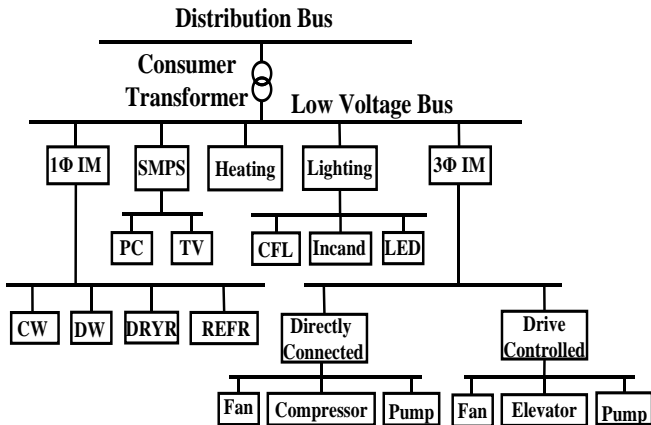 Distribution Bus
Consumer
Transformer
Low Voltage Bus
1Φ IM
SMPS
Heating
Lighting
3Φ IM
PC
TV
CFL
Incand
LED
CW
DW
DRYR
REFR
Directly
Connected
Drive
Controlled
Fan
Compressor
Pump
Fan
Elevator
Pump